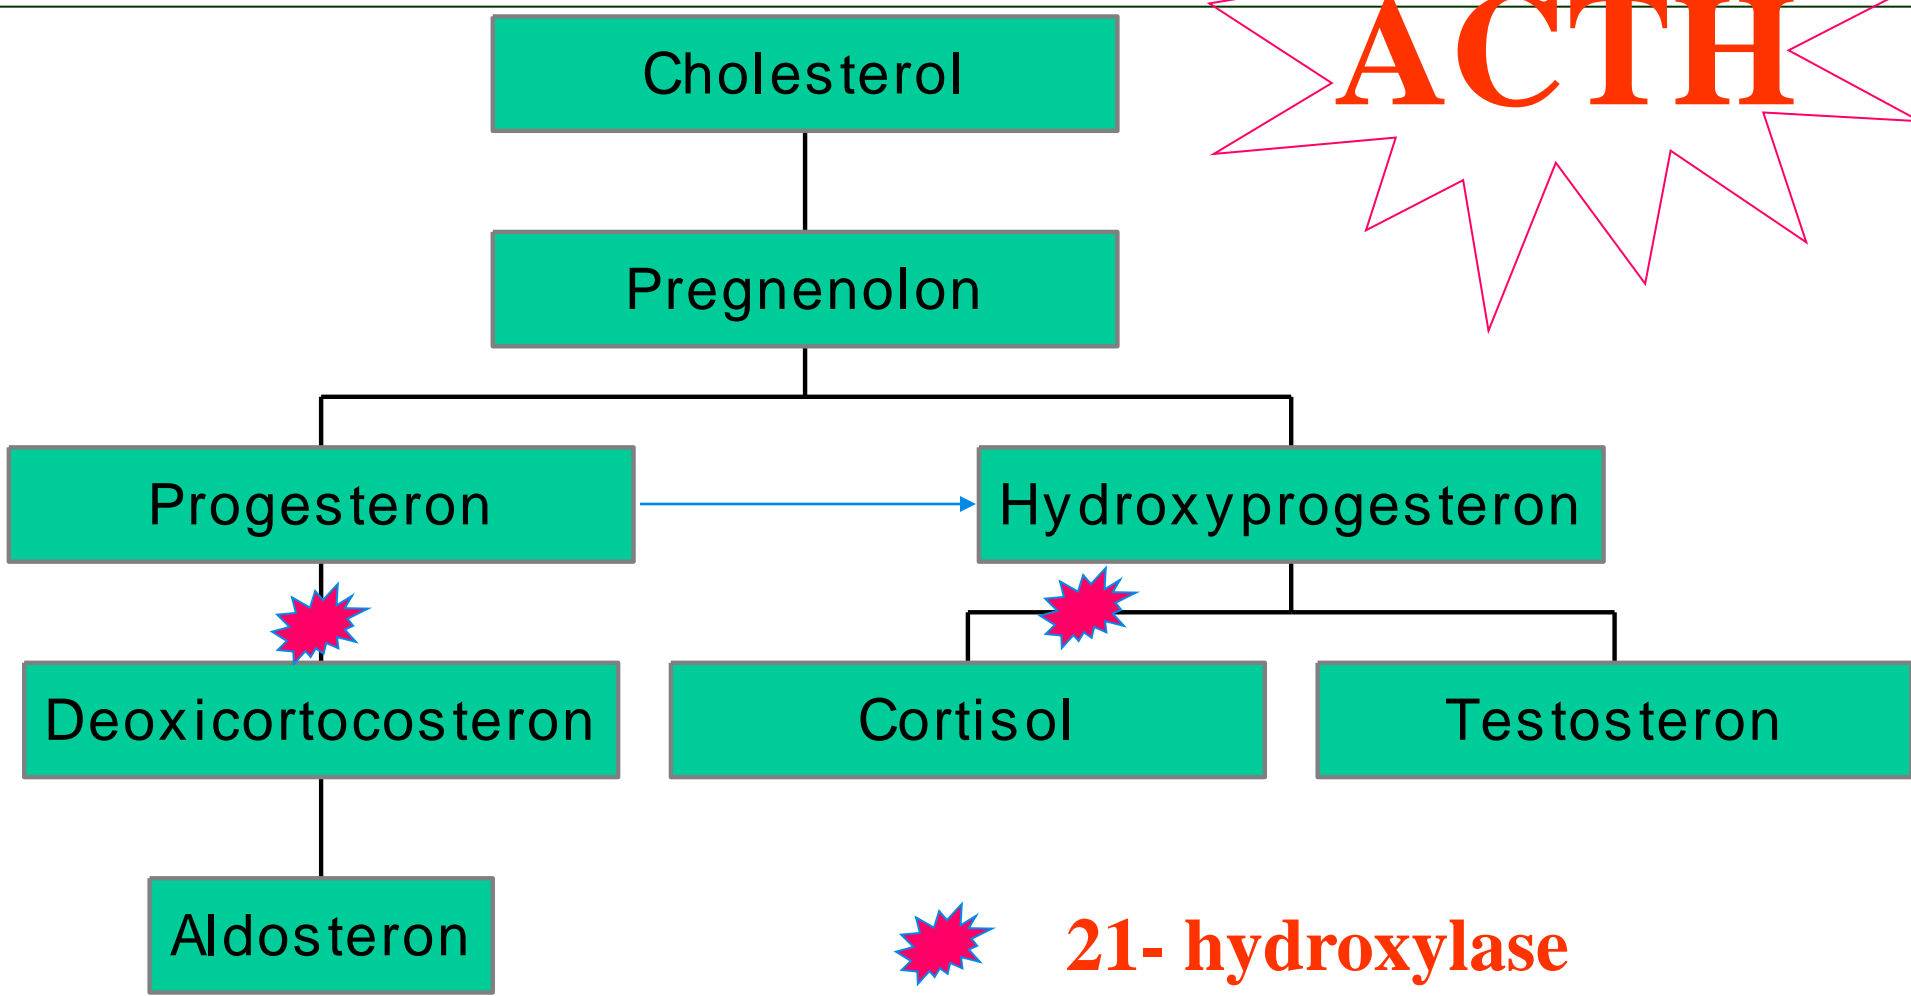 ACTH
Cholesterol
Pregnenolon
Progesteron
Hydroxyprogesteron
Deoxicortocosteron
Cortisol
Testosteron
Aldosteron
21- hydroxylase